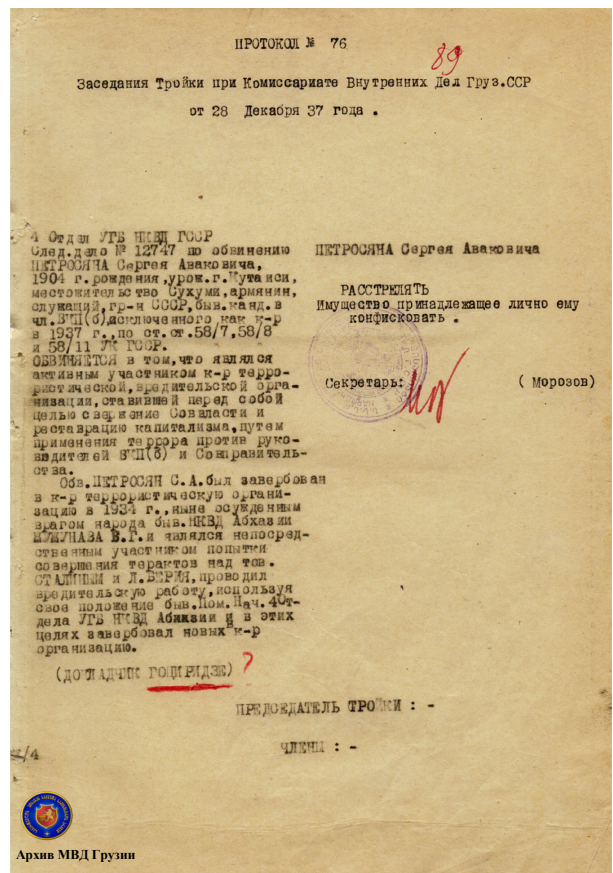 ПРОТОКОЛ № 76
89
Заседания Тройки при Комиссариате Внутренних Дел Груз.ССР
от 28 Декабря 37 года .
4 Отдел УГБ НКВД ГССР
След.дело № 12747 по обвинению
ПЕТРОСЯНА Сергея Аваковича,
1904 г.рождения,урож.г.Кутаиси,
местожительство Сухуми,армянин,
служащий,гр-н СССР,быв.канд.в
чл.ВКП(б),исключенного как к-р
в 1937 г.,по ст.ст.58/7,58/8
и 58/11 УК ГССР.
ОБВИНЯЕТСЯ в том,что являлся
активным участником к-р терро-
ристической,вредительской орга-
низации,ставившей перед собой
целью свержение Соввласти и
реставрацию капитализма,путем
применения террора против руко-
водителей ВКП(б) и Совправитель-
ства.
Обв.ПЕТРОСЯН С.А.был завербован
в к-р террористическую органи-
зацию в 1934 г.,ныне осужденным
врагом народа быв.НКВД Абхазии
ЖУЖУНАВА В.Г.и являлся непосред-
ственным участником попытки
совершения терактов над тов.
СТАЛИНЫМ и Л.БЕРИЯ,проводил
вредительскую работу,используя
свое положение быв.Пом.Нач.4От-
дела УГБ НКВД Абхазии и в этих
целях завербовал новых к-р
организацию.
(ДОКЛАДЧИК ГОЦИРИДЗЕ) ?
ПЕТРОСЯНА Сергея Аваковича
РАССТРЕЛЯТЬ
Имущество принадлежащее лично ему
конфисковать .
Секретарь: ( Морозов)
ПРЕДСЕДАТЕЛЬ ТРОЙКИ : -
ЧЛЕНЫ : -
/4
Архив МВД Грузии